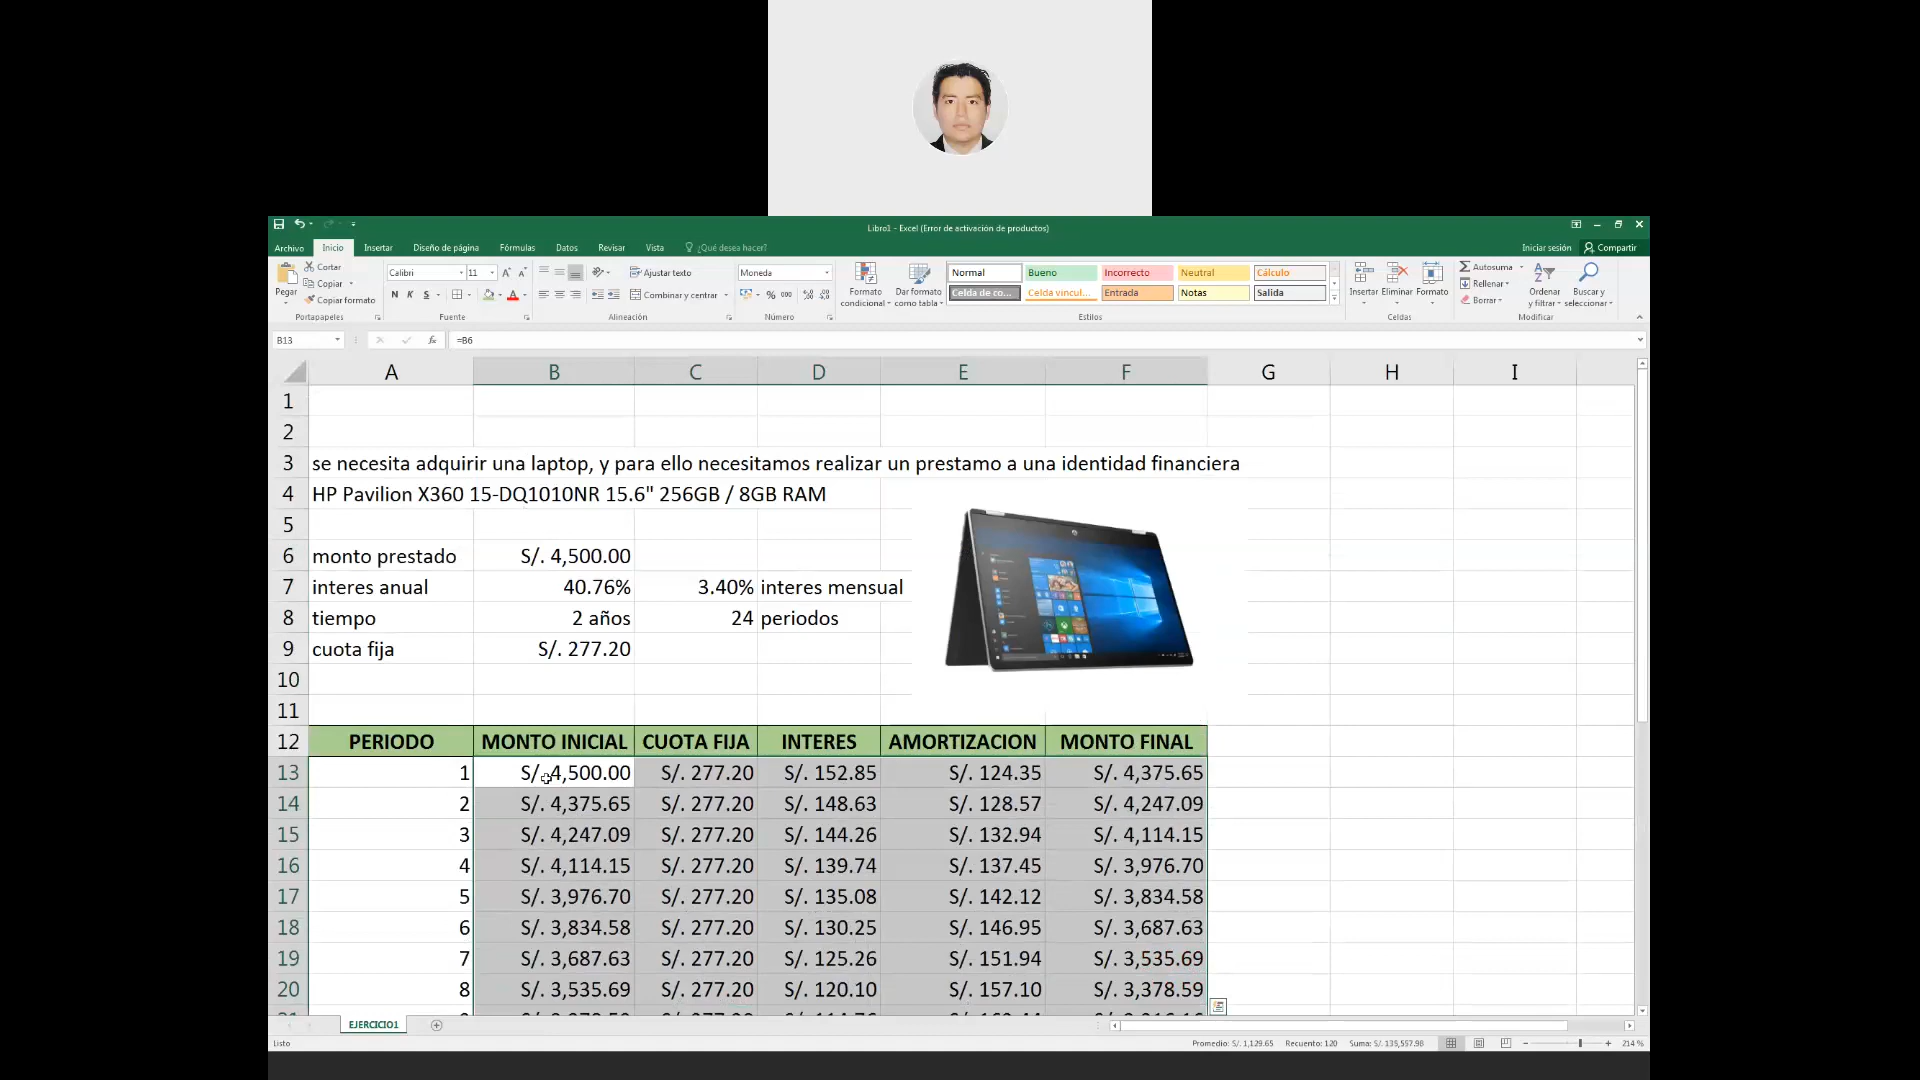 Libro1 - Excel (Error de activación de productos)
Archivo Inicio Insertar Diseño de página Fórmulas Datos Revisar Vista ¿Qué desea hacer? Iniciar sesión Compartir
Pegar Cortar Copiar Copiar formato
Calibri 11
N K S
Ajustar texto
Combinar y centrar
Moneda
% 000
Formato condicional Dar formato como tabla
Normal Bueno Incorrecto Neutral Cálculo
Celda de co... Celda vincul... Entrada Notas Salida
Insertar Eliminar Formato
Autosuma
Rellenar
Borrar
Ordenar y filtrar Buscar y seleccionar
Portapapeles Fuente Alineación Número Estilos Celdas Modificar
B13 fx =B6
A B C D E F G H I
1
2
3 se necesita adquirir una laptop, y para ello necesitamos realizar un prestamo a una identidad financiera
4 HP Pavilion X360 15-DQ1010NR 15.6" 256GB / 8GB RAM
5
6 monto prestado S/. 4,500.00
7 interes anual 40.76% 3.40% interes mensual
8 tiempo 2 años 24 periodos
9 cuota fija S/. 277.20
10
11
12 PERIODO MONTO INICIAL CUOTA FIJA INTERES AMORTIZACION MONTO FINAL
13 1 S/. 4,500.00 S/. 277.20 S/. 152.85 S/. 124.35 S/. 4,375.65
14 2 S/. 4,375.65 S/. 277.20 S/. 148.63 S/. 128.57 S/. 4,247.09
15 3 S/. 4,247.09 S/. 277.20 S/. 144.26 S/. 132.94 S/. 4,114.15
16 4 S/. 4,114.15 S/. 277.20 S/. 139.74 S/. 137.45 S/. 3,976.70
17 5 S/. 3,976.70 S/. 277.20 S/. 135.08 S/. 142.12 S/. 3,834.58
18 6 S/. 3,834.58 S/. 277.20 S/. 130.25 S/. 146.95 S/. 3,687.63
19 7 S/. 3,687.63 S/. 277.20 S/. 125.26 S/. 151.94 S/. 3,535.69
20 8 S/. 3,535.69 S/. 277.20 S/. 120.10 S/. 157.10 S/. 3,378.59
EJERCICIO1
Listo Promedio: S/. 1,129.65 Recuento: 120 Suma: S/. 135,557.98 214 %